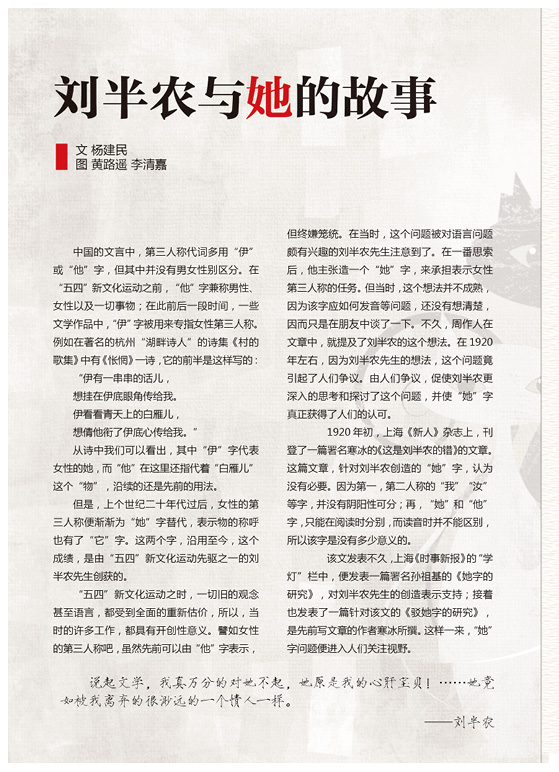 刘半农与她的故事
文 杨建民
图 黄路遥 李清嘉
中国的文言中，第三人称代词多用“伊”
或“他”字，但其中并没有男女性别区分。在
“五四”新文化运动之前，“他”字兼称男性、
女性以及一切事物；在此前后一段时间，一些
文学作品中，“伊”字被用来专指女性第三人称。
例如在著名的杭州“湖畔诗人”的诗集《村的
歌集》中有《怅惘》一诗，它的前半是这样写的：
“伊有一串串的话儿，
想挂在伊底眼角传给我。
伊看看青天上的白雁儿，
想倩他衔了伊底心传给我。”
从诗中我们可以看出，其中“伊”字代表
女性的她，而“他”在这里还指代着“白雁儿”
这个“物”，沿续的还是先前的用法。
但是，上个世纪二十年代过后，女性的第
三人称便渐渐为“她”字替代，表示物的称呼
也有了“它”字。这两个字，沿用至今，这个
成绩，是由“五四”新文化运动先驱之一的刘
半农先生创获的。
“五四”新文化运动之时，一切旧的观念
甚至语言，都受到全面的重新估价，所以，当
时的许多工作，都具有开创性意义。譬如女性
的第三人称吧，虽然先前可以由“他”字表示，
但终嫌笼统。在当时，这个问题被对语言问题
颇有兴趣的刘半农先生注意到了。在一番思索
后，他主张造一个“她”字，来承担表示女性
第三人称的任务。但当时，这个想法并不成熟，
因为该字应如何发音等问题，还没有想清楚，
因而只是在朋友中谈了一下。不久，周作人在
文章中，就提及了刘半农的这个想法。在 1920
年左右，因为刘半农先生的想法，这个问题竟
引起了人们争议。由人们争议，促使刘半农更
深入的思考和探讨了这个问题，并使“她”字
真正获得了人们的认可。
1920 年初，上海《新人》杂志上，刊
登了一篇署名寒冰的《这是刘半农的错》的文章。
这篇文章，针对刘半农创造的“她”字，认为
没有必要。因为第一，第二人称的“我”“汝”
等字，并没有阴阳性可分；再，“她”和“他”
字，只能在阅读时分别，而读音时并不能区别，
所以该字是没有多少意义的。
该文发表不久，上海《时事新报》的“学
灯”栏中，便发表一篇署名孙祖基的《她字的
研究》，对刘半农先生的创造表示支持；接着
也发表了一篇针对该文的《驳她字的研究》，
是先前写文章的作者寒冰所撰。这样一来，“她”
字问题便进入人们关注视野。
说起文学，我真万分的对她不起，她原是我的心肝宝贝！……她竟
如被我离弃的很渺远的一个情人一样。
——刘半农